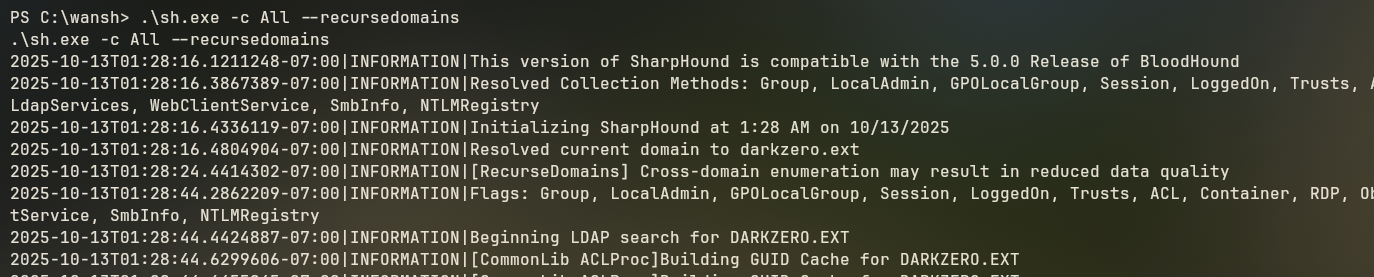 PS C:\wansh> .\sh.exe -c All --recursedomains
.\sh.exe -c All --recursedomains
2025-10-13T01:28:16.1211248-07:00|INFORMATION|This version of SharpHound is compatible with the 5.0.0 Release of BloodHound
2025-10-13T01:28:16.3867389-07:00|INFORMATION|Resolved Collection Methods: Group, LocalAdmin, GPOLocalGroup, Session, LoggedOn, Trusts,
LdapServices, WebClientService, SmbInfo, NTLMRegistry
2025-10-13T01:28:16.4336119-07:00|INFORMATION|Initializing SharpHound at 1:28 AM on 10/13/2025
2025-10-13T01:28:16.4804904-07:00|INFORMATION|Resolved current domain to darkzero.ext
2025-10-13T01:28:24.4414302-07:00|INFORMATION|[RecurseDomains] Cross-domain enumeration may result in reduced data quality
2025-10-13T01:28:44.2862209-07:00|INFORMATION|Flags: Group, LocalAdmin, GPOLocalGroup, Session, LoggedOn, Trusts, ACL, Container, RDP, Ob
tService, SmbInfo, NTLMRegistry
2025-10-13T01:28:44.4424887-07:00|INFORMATION|Beginning LDAP search for DARKZERO.EXT
2025-10-13T01:28:44.6299606-07:00|INFORMATION|[CommonLib ACLProc]Building GUID Cache for DARKZERO.EXT